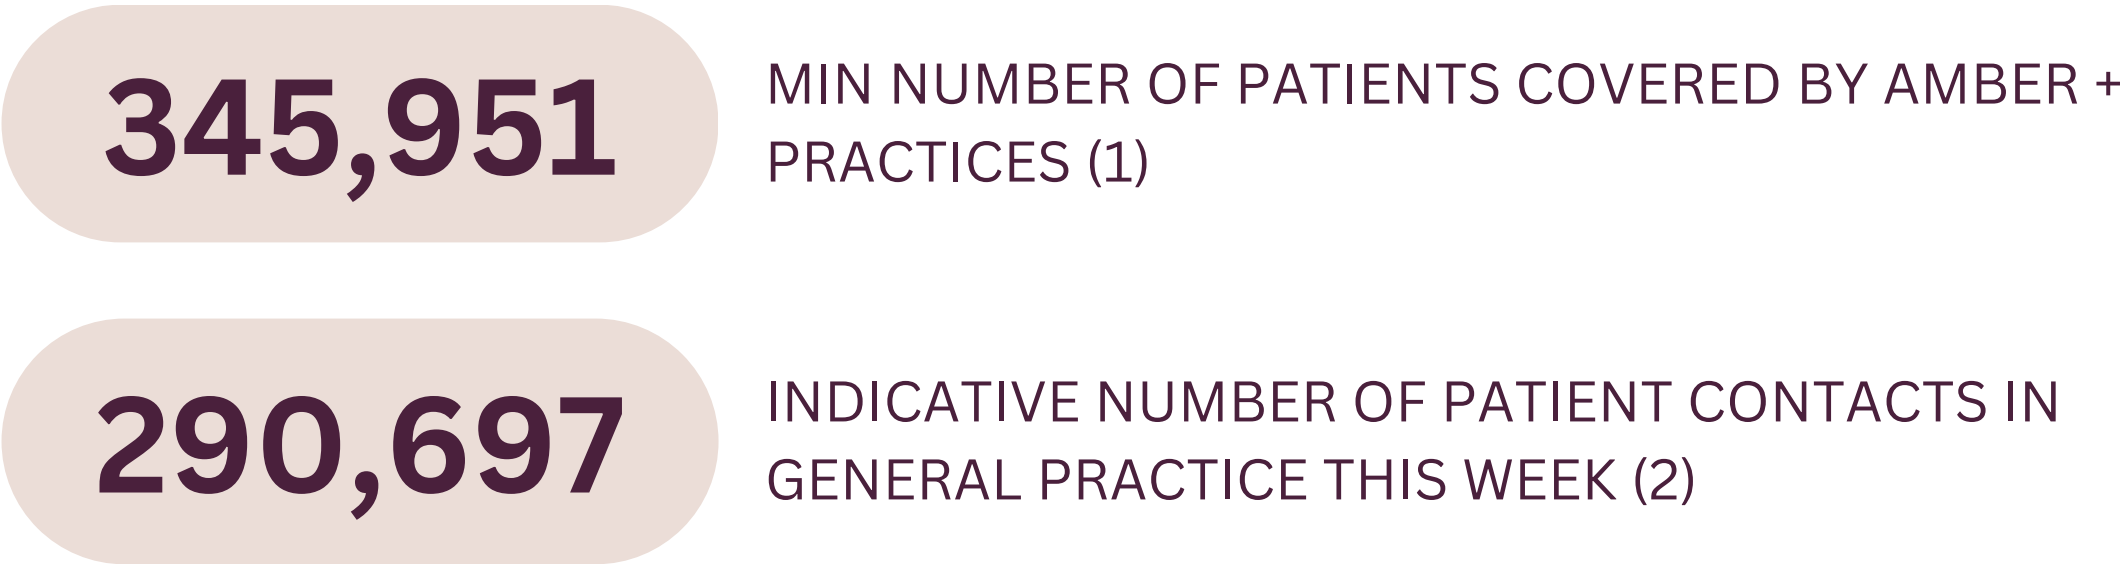 345,951
MIN NUMBER OF PATIENTS COVERED BY AMBER +
PRACTICES (1)
290,697
INDICATIVE NUMBER OF PATIENT CONTACTS IN
GENERAL PRACTICE THIS WEEK (2)